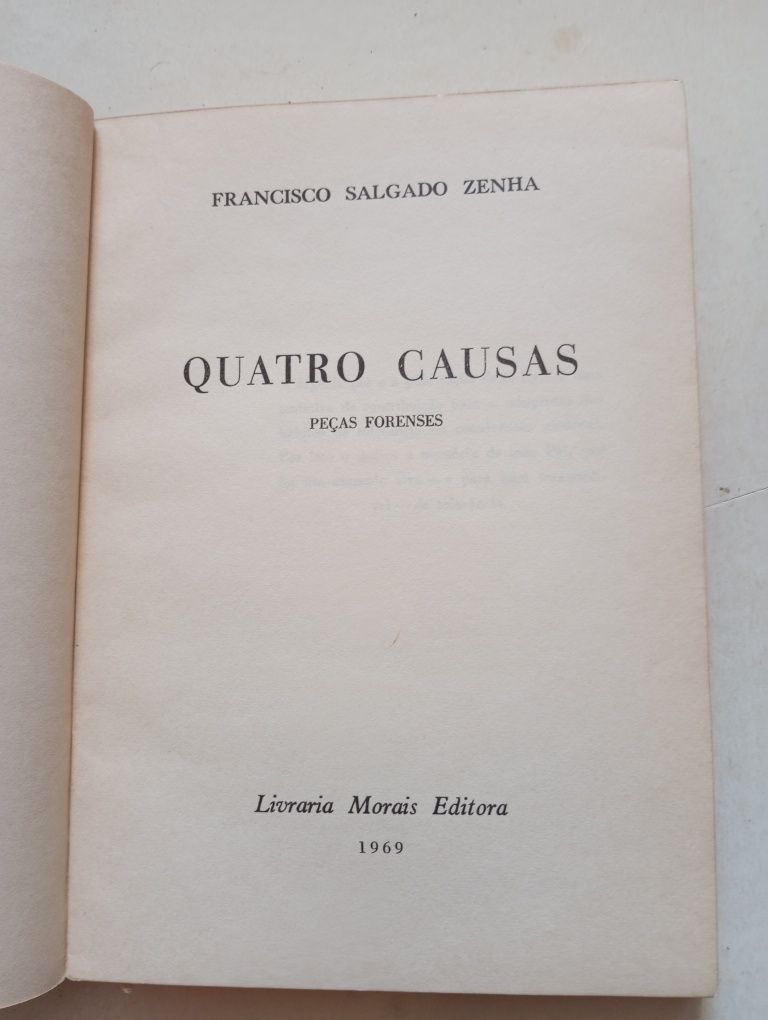 FRANCISCO SALGADO ZENHA
QUATRO CAUSAS
PEÇAS FORENSES
Livraria Morais Editora
1969